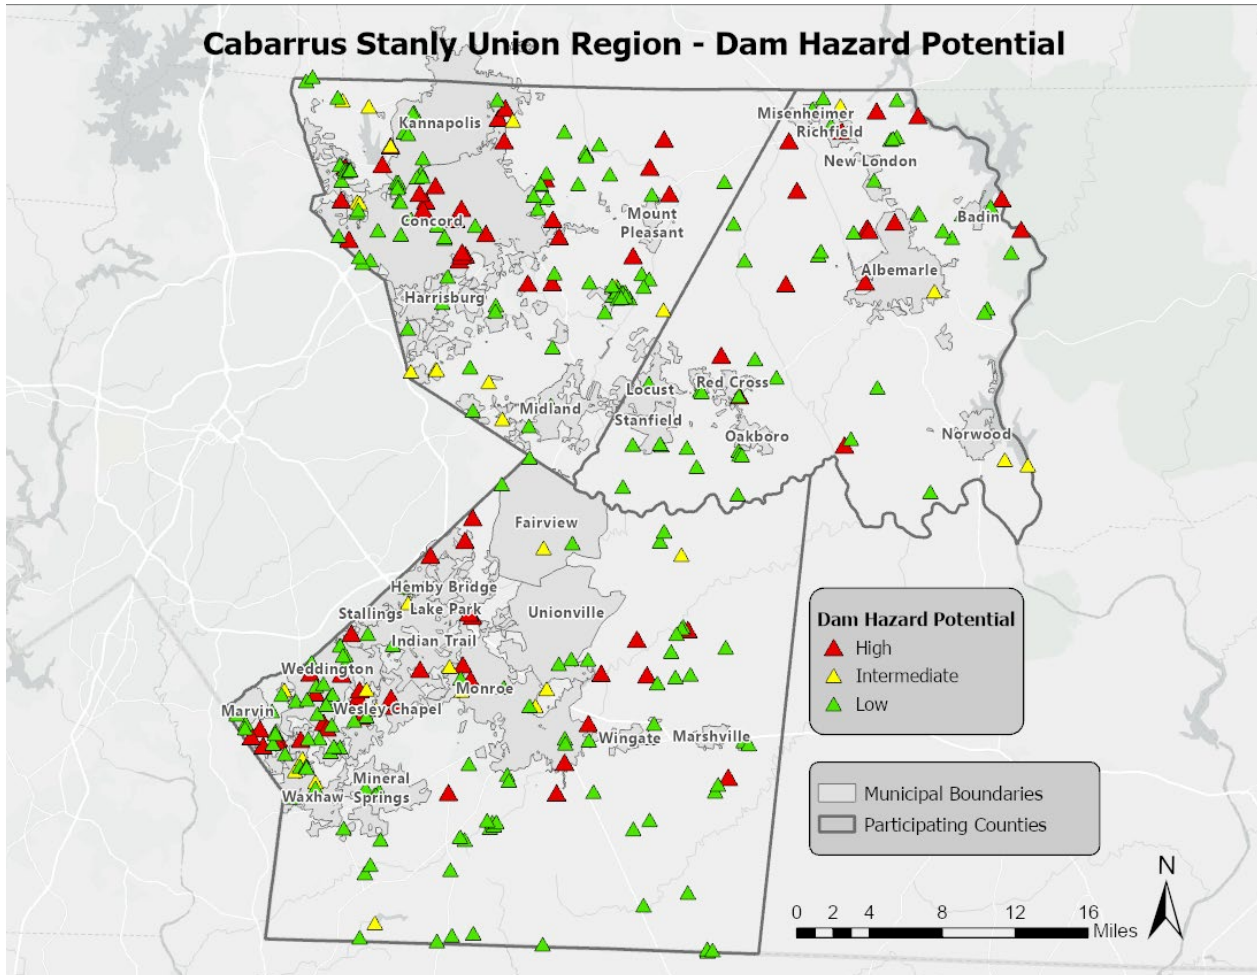 Cabarrus Stanly Union Region - Dam Hazard Potential
Kannapolis
Misenheimer
Richfield
New London
Concord
Mount
Pleasant
Badin
Albemarle
Harrisburg
Midland
Locust
Red Cross
Stanfield
Oakboro
Norwood
Fairview
Hemby Bridge
Stallings
Lake Park
Unionville
Indian Trail
Weddington
Marvin
Wesley Chapel
Monroe
Wingate
Marshville
Mineral
Springs
Waxhaw
Dam Hazard Potential
High
Intermediate
Low
Municipal Boundaries
Participating Counties
N
0 2 4 8 12 16
Miles